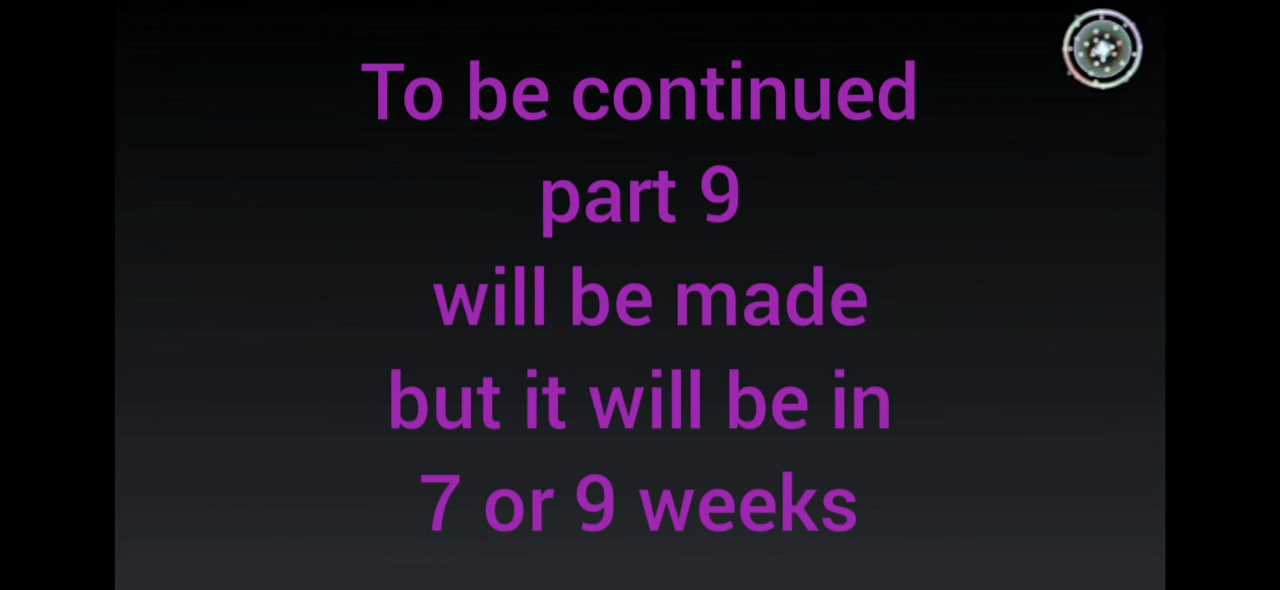 To be continued
part 9
will be made
but it will be in
7 or 9 weeks